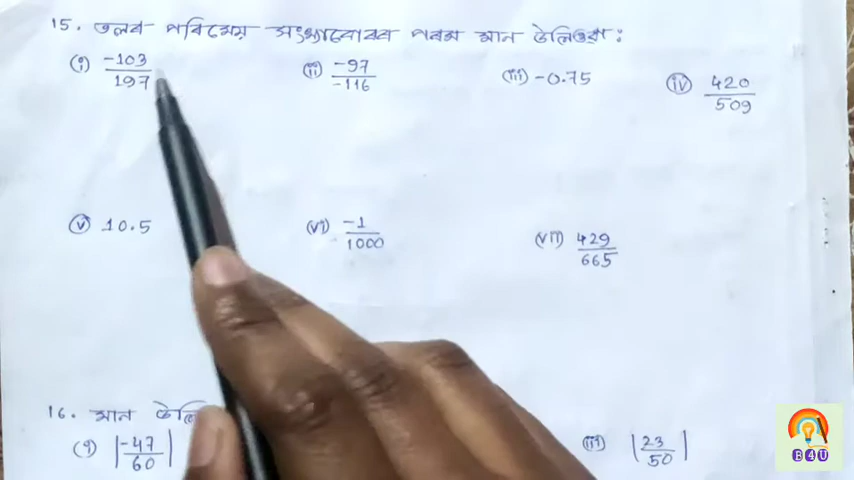 15. তলৰ পৰিমেয় সংখ্যাবোৰৰ পৰম মান উলিওৱা :
(i) -103/197 (ii) -97/-116 (iii) -0.75 (iv) 420/509
(v) 10.5 (vi) -1/1000 (vii) 429/665
16. মান
(i) |-47/60| (iii) |23/50|
B4U